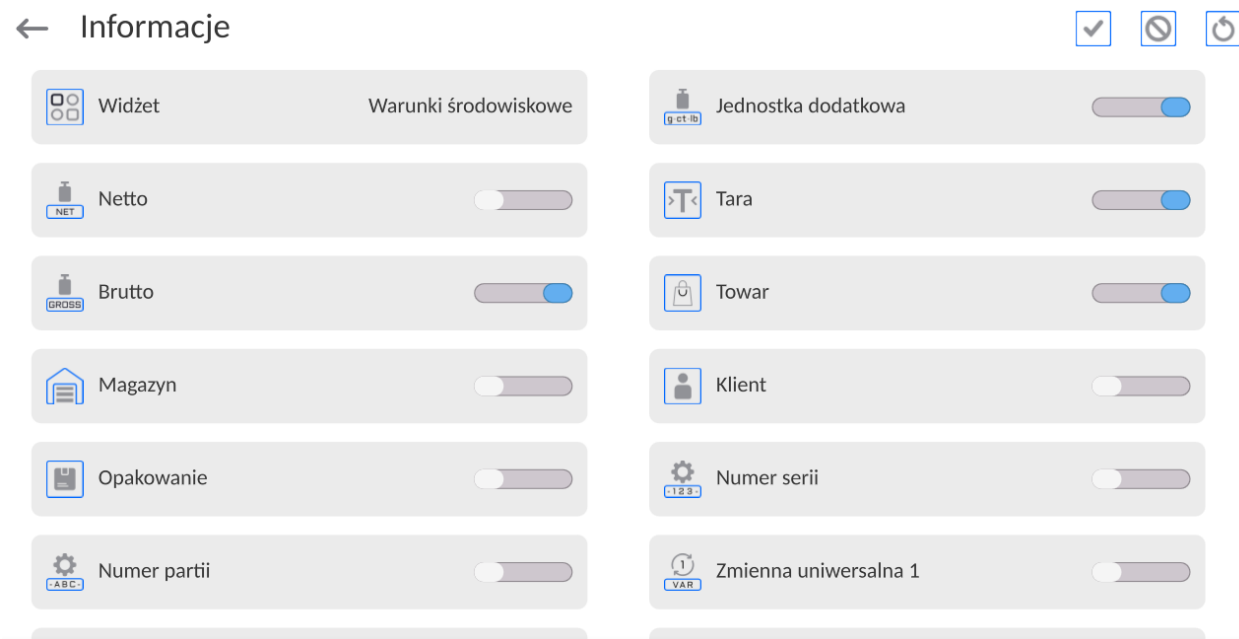 Informacje
Widżet Warunki środowiskowe
g-ct-lb Jednostka dodatkowa
NET Netto
>T< Tara
GROSS Brutto
Towar
Magazyn
Klient
Opakowanie
-123- Numer serii
-ABC- Numer partii
1 VAR Zmienna uniwersalna 1